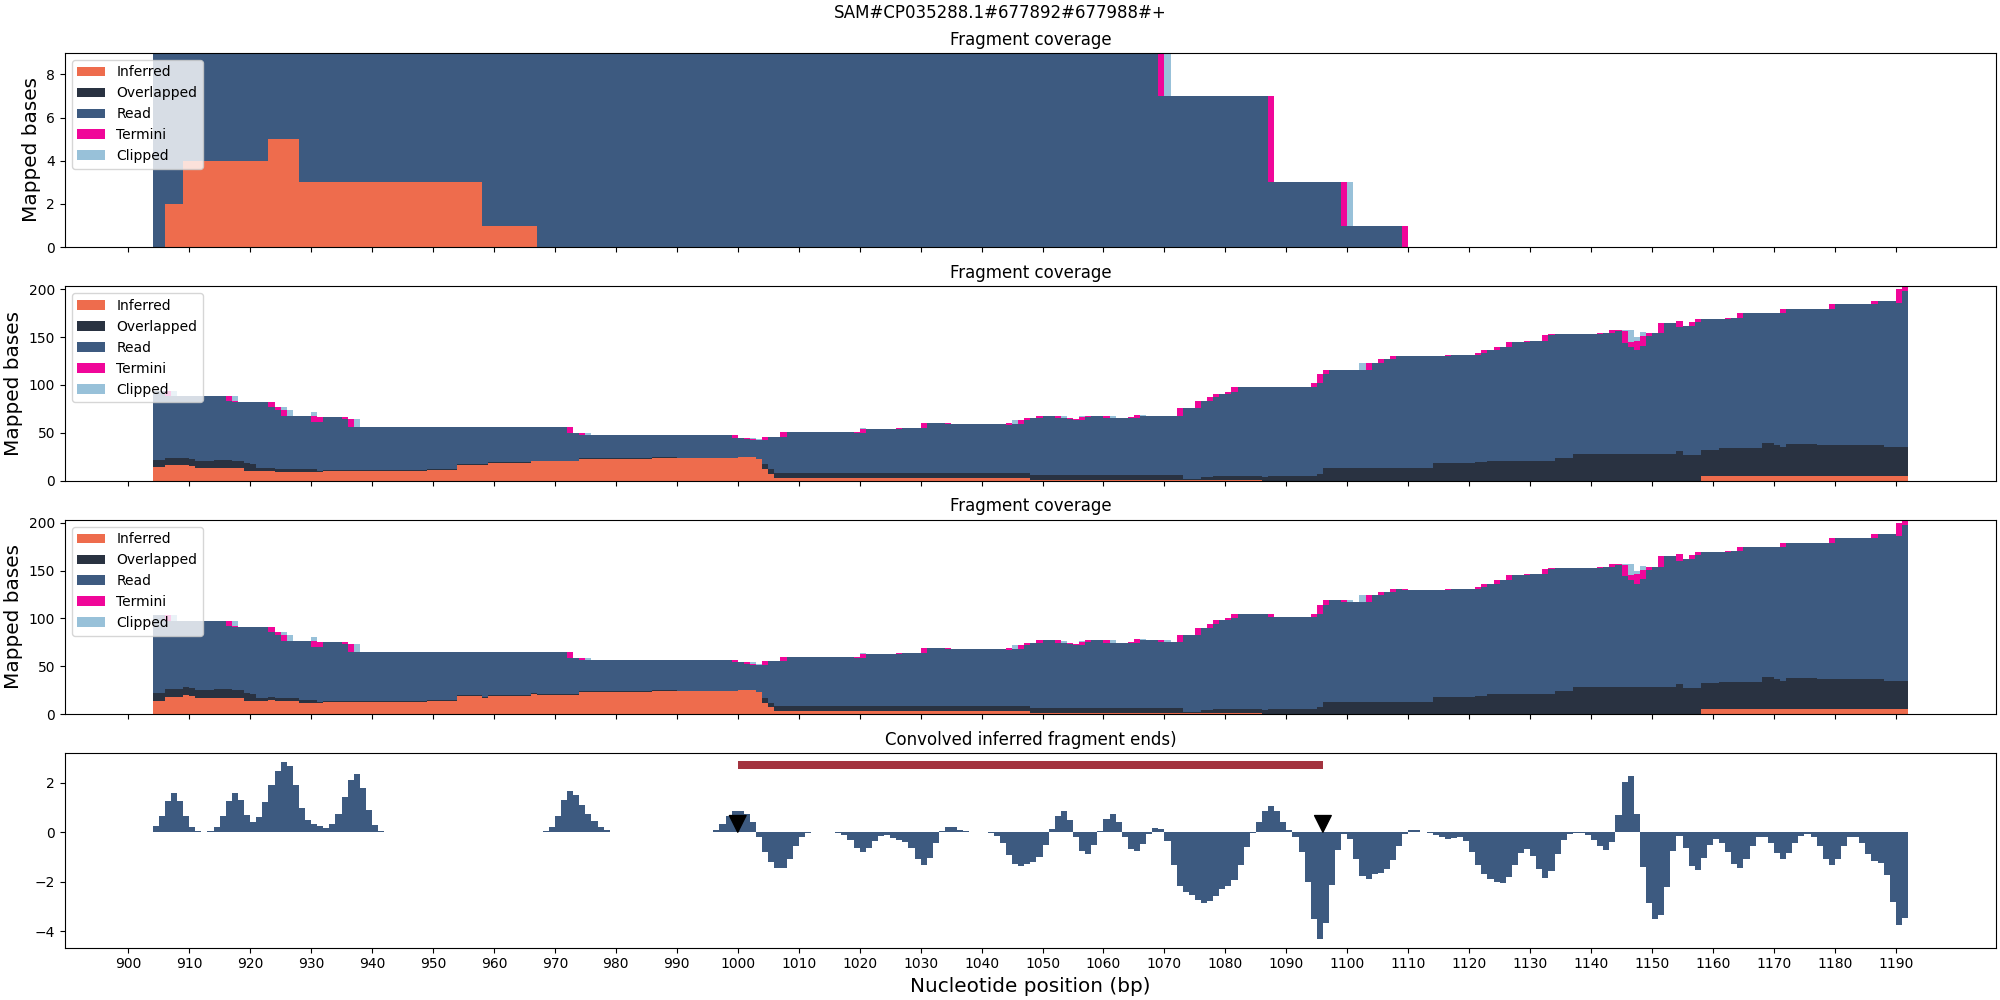 SAM#CP035288.1#677892#677988#+
Fragment coverage
Mapped bases
8
6
4
2
0
Inferred
Overlapped
Read
Termini
Clipped
Fragment coverage
Mapped bases
200
150
100
50
0
Inferred
Overlapped
Read
Termini
Clipped
Fragment coverage
Mapped bases
200
150
100
50
0
Inferred
Overlapped
Read
Termini
Clipped
Convolved inferred fragment ends)
2
0
−2
−4
900 910 920 930 940 950 960 970 980 990 1000 1010 1020 1030 1040 1050 1060 1070 1080 1090 1100 1110 1120 1130 1140 1150 1160 1170 1180 1190
Nucleotide position (bp)